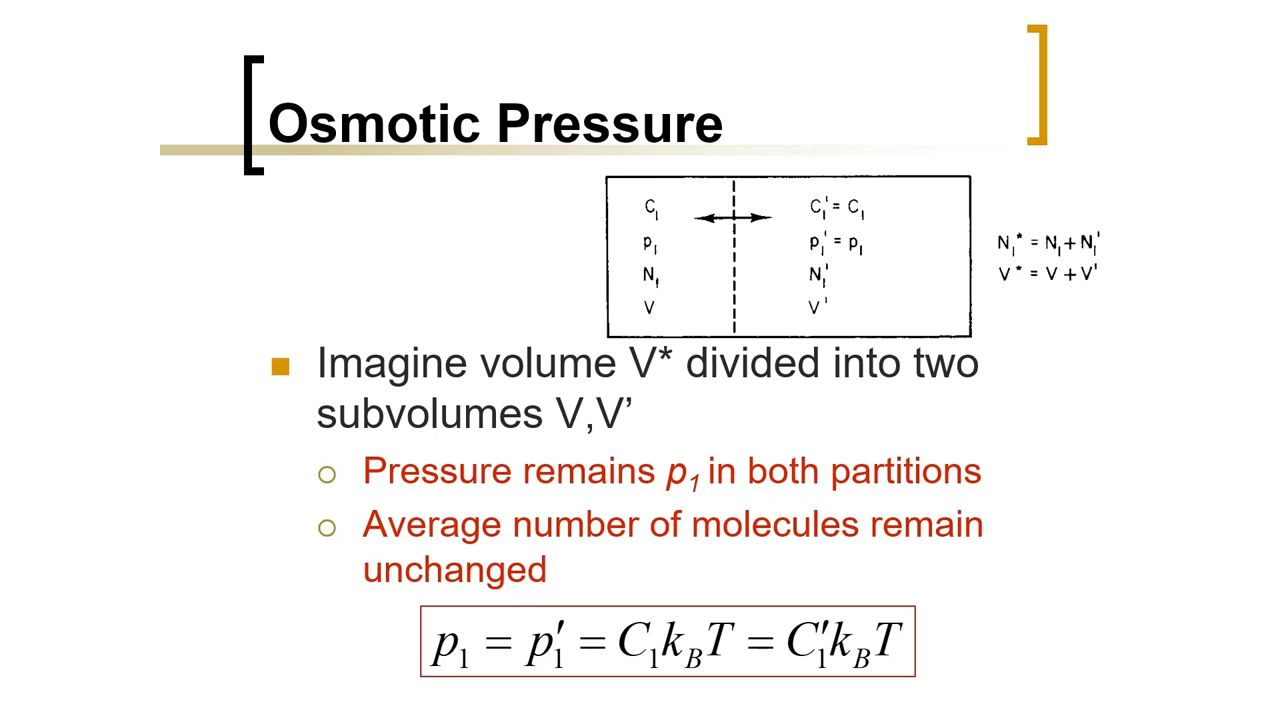 Osmotic Pressure
C₁ C₁' = C₁
p₁ p₁' = p₁
N₁ N₁'
V V'
N₁* = N₁ + N₁'
V* = V + V'
Imagine volume V* divided into two
subvolumes V,V’
Pressure remains p₁ in both partitions
Average number of molecules remain
unchanged
p₁ = p₁′ = C₁k_BT = C₁′k_BT